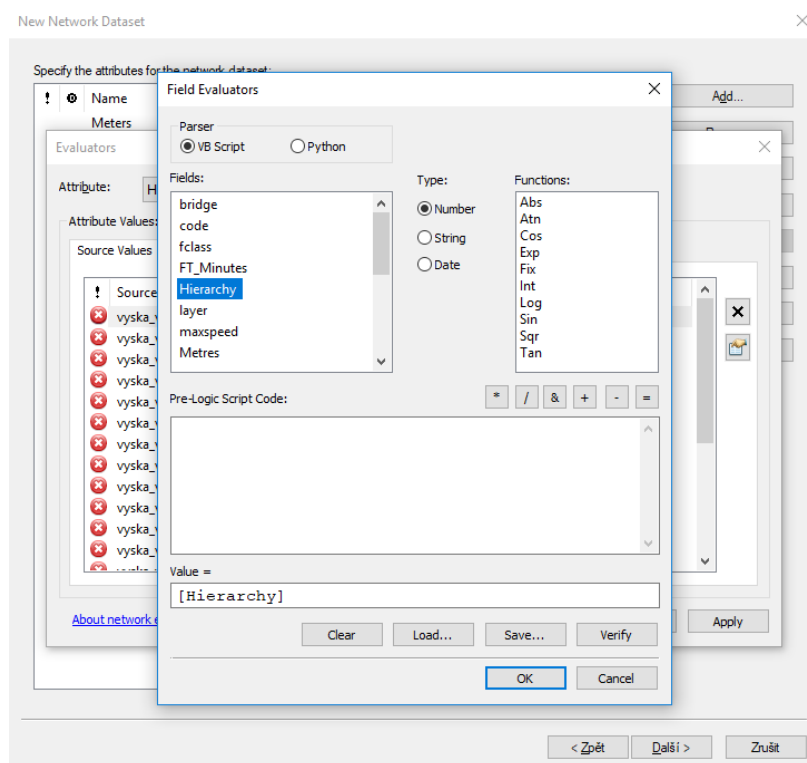 New Network Dataset
Specify the attributes for the network dataset:
! Name
Meters
Add...
Evaluators
Attribute: H
Attribute Values:
Source Values
! Source
vyska_
vyska_
vyska_
vyska_
vyska_
vyska_
vyska_
vyska_
vyska_
vyska_
vyska_
vyska_
About network e
Apply
Field Evaluators
Parser
VB Script Python
Fields:
bridge
code
fclass
FT_Minutes
Hierarchy
layer
maxspeed
Metres
Type:
Number
String
Date
Functions:
Abs
Atn
Cos
Exp
Fix
Int
Log
Sin
Sqr
Tan
Pre-Logic Script Code:
* / & + - =
Value =
[Hierarchy]
Clear Load... Save... Verify
OK Cancel
< Zpět Další > Zrušit